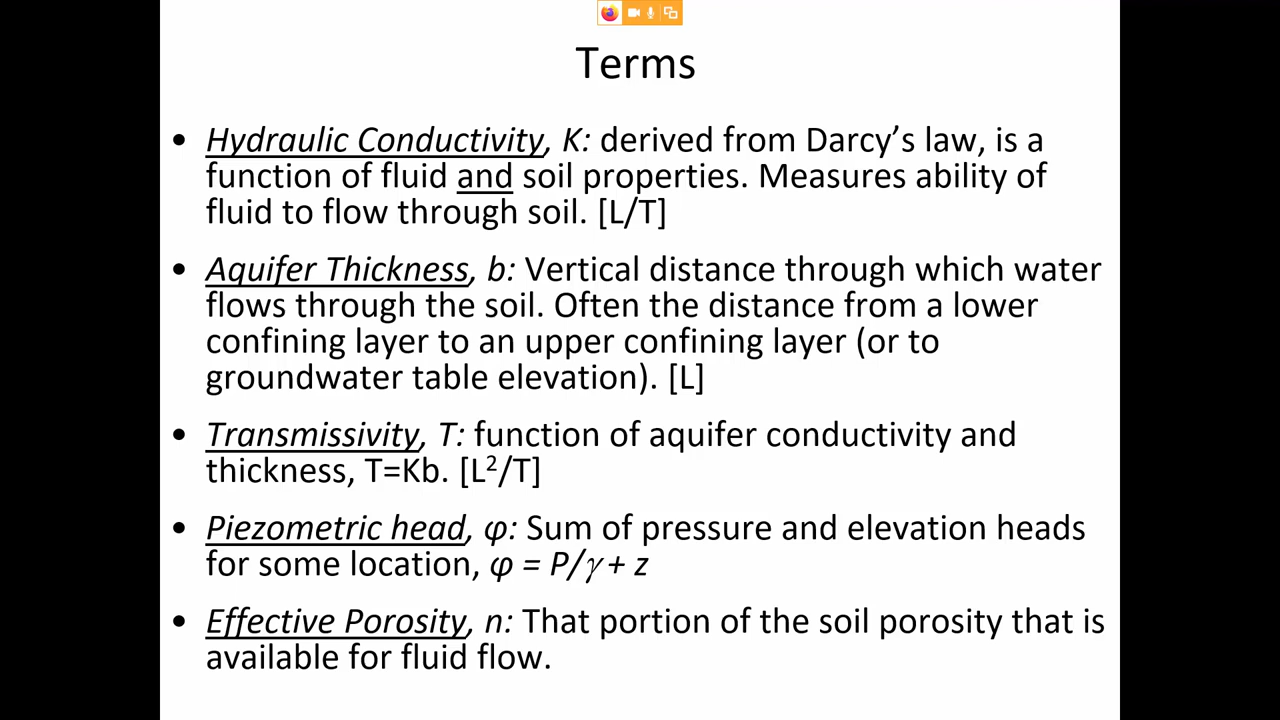 Terms
• Hydraulic Conductivity, K: derived from Darcy’s law, is a
function of fluid and soil properties. Measures ability of
fluid to flow through soil. [L/T]
• Aquifer Thickness, b: Vertical distance through which water
flows through the soil. Often the distance from a lower
confining layer to an upper confining layer (or to
groundwater table elevation). [L]
• Transmissivity, T: function of aquifer conductivity and
thickness, T=Kb. [L²/T]
• Piezometric head, φ: Sum of pressure and elevation heads
for some location, φ = P/γ + z
• Effective Porosity, n: That portion of the soil porosity that is
available for fluid flow.